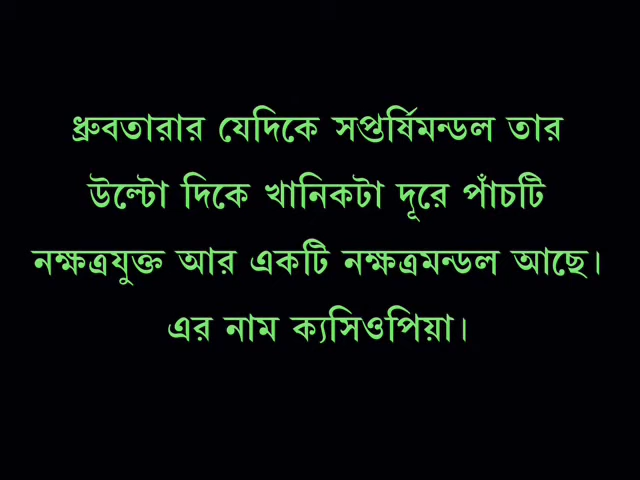 ধ্রুবতারার যেদিকে সপ্তর্ষিমন্ডল তার
উল্টো দিকে খানিকটা দূরে পাঁচটি
নক্ষত্রযুক্ত আর একটি নক্ষত্রমন্ডল আছে।
এর নাম ক্যসিওপিয়া।